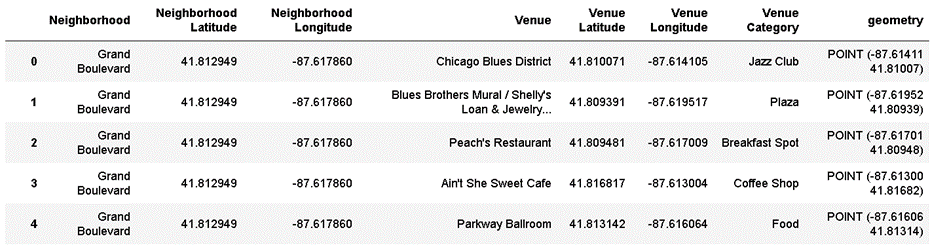 Neighborhood Neighborhood Latitude Neighborhood Longitude Venue Venue Latitude Venue Longitude Venue Category geometry
0 Grand Boulevard 41.812949 -87.617860 Chicago Blues District 41.810071 -87.614105 Jazz Club POINT (-87.61411 41.81007)
1 Grand Boulevard 41.812949 -87.617860 Blues Brothers Mural / Shelly's Loan & Jewelry... 41.809391 -87.619517 Plaza POINT (-87.61952 41.80939)
2 Grand Boulevard 41.812949 -87.617860 Peach's Restaurant 41.809481 -87.617009 Breakfast Spot POINT (-87.61701 41.80948)
3 Grand Boulevard 41.812949 -87.617860 Ain't She Sweet Cafe 41.816817 -87.613004 Coffee Shop POINT (-87.61300 41.81682)
4 Grand Boulevard 41.812949 -87.617860 Parkway Ballroom 41.813142 -87.616064 Food POINT (-87.61606 41.81314)